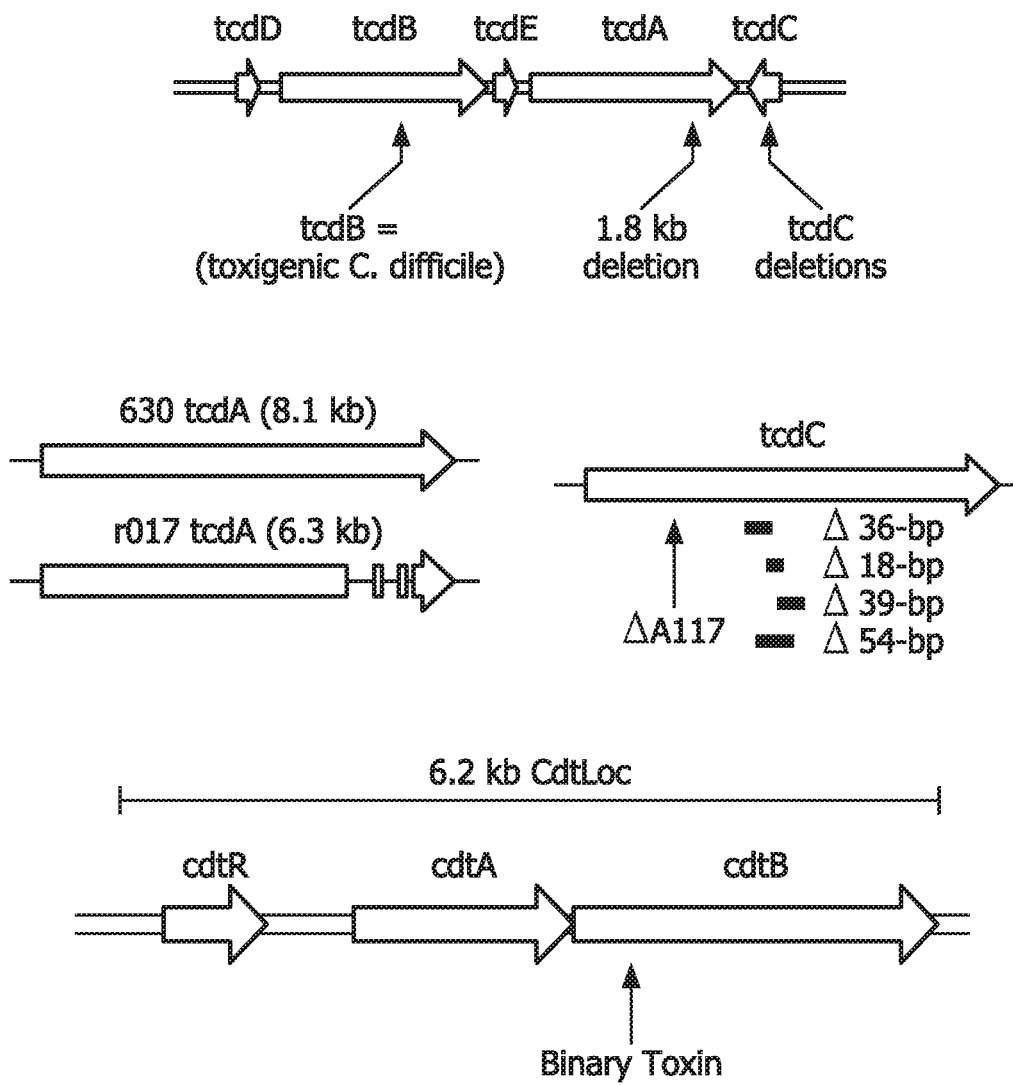 tcdD tcdB tcdE tcdA tcdC
tcdB =
(toxigenic C. difficile)
1.8 kb
deletion
tcdC
deletions
630 tcdA (8.1 kb)
r017 tcdA (6.3 kb)
tcdC
Δ 36-bp
Δ 18-bp
Δ 39-bp
Δ 54-bp
ΔA117
6.2 kb CdtLoc
cdtR cdtA cdtB
Binary Toxin